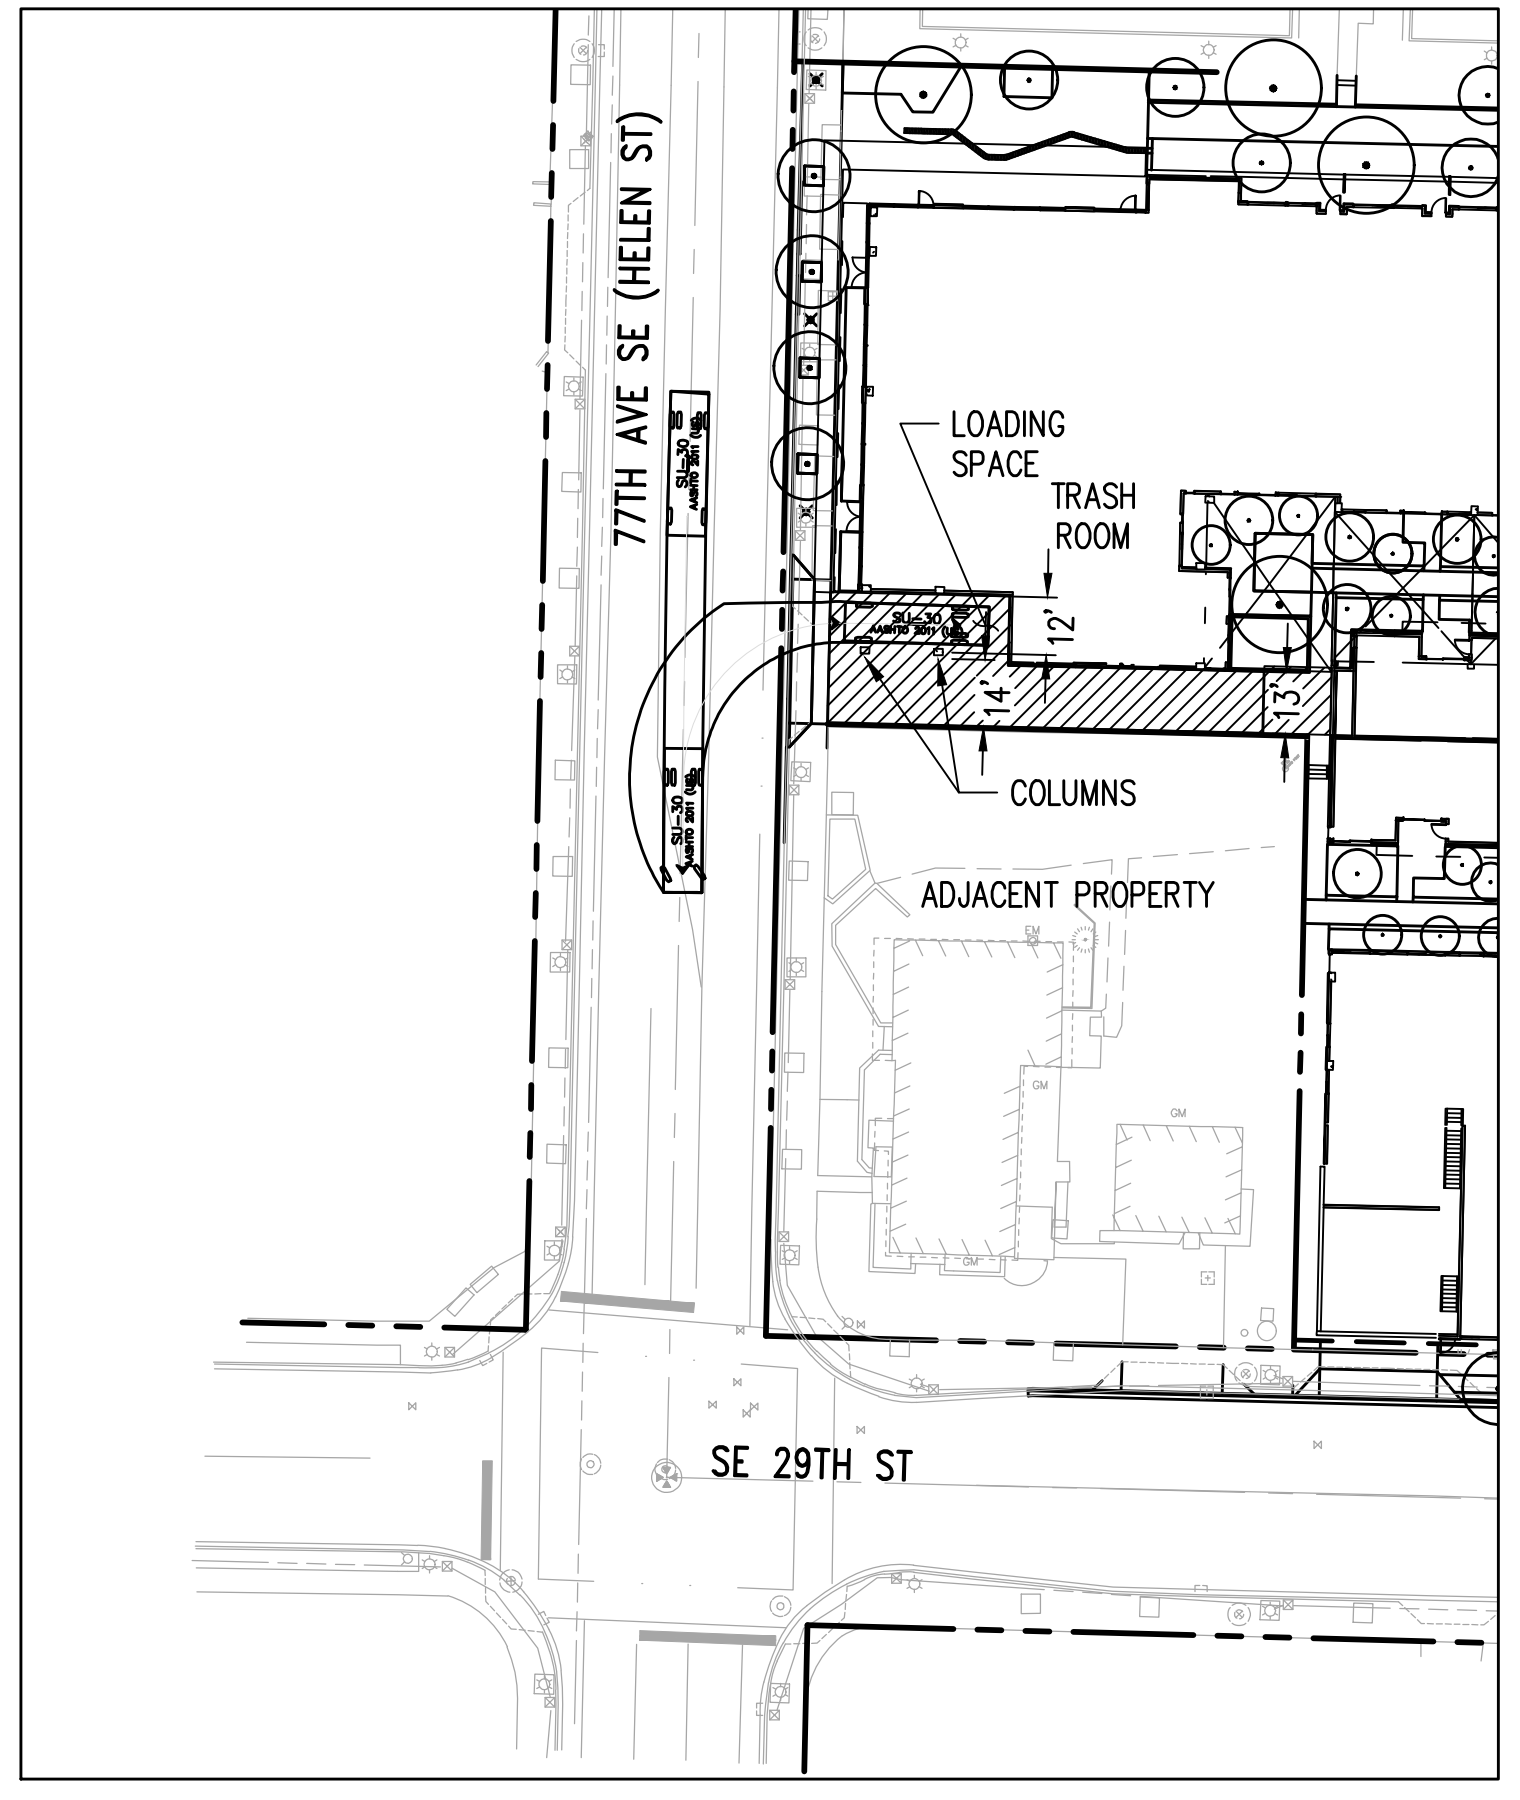 77TH AVE SE (HELEN ST)
SU-30
AASHTO 2011 (US)
LOADING
SPACE
TRASH
ROOM
12'
SU-30
AASHTO 2011 (US)
14'
13'
SU-30
AASHTO 2011 (US)
COLUMNS
ADJACENT PROPERTY
EM
GM
GM
GM
SE 29TH ST